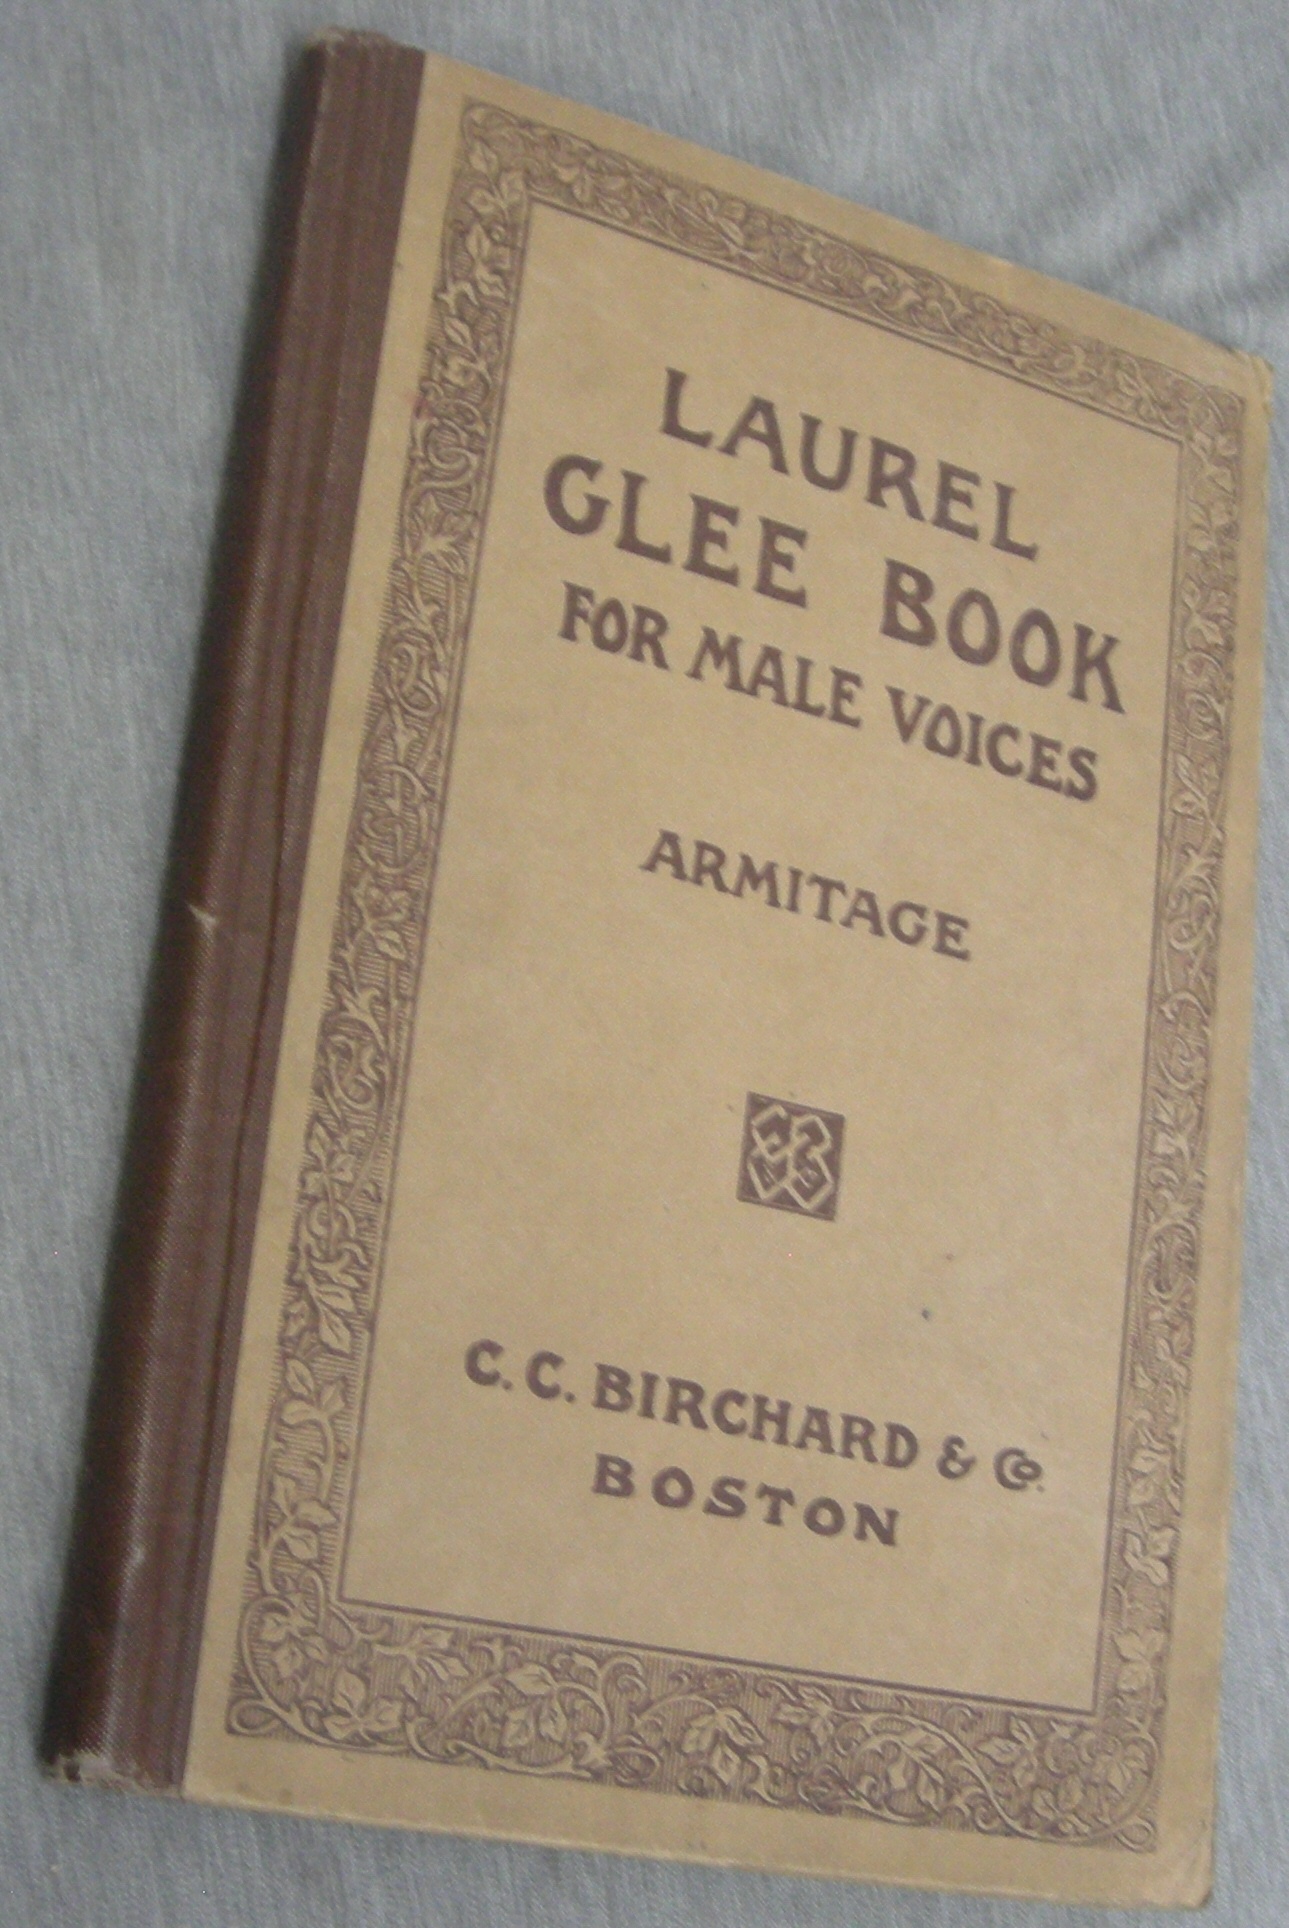 LAUREL
GLEE BOOK
FOR MALE VOICES
ARMITAGE
C. C. BIRCHARD & CO.
BOSTON